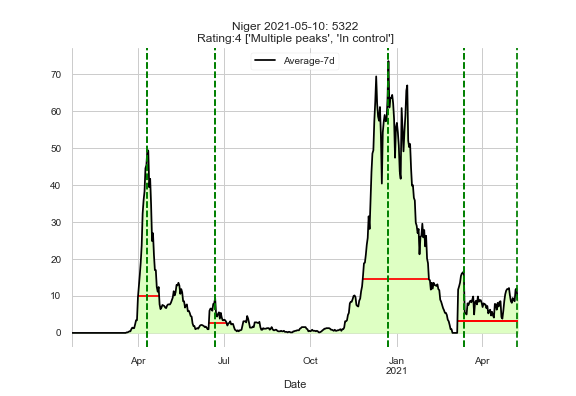 Niger 2021-05-10: 5322
Rating:4 ['Multiple peaks', 'In control']
Average-7d
70
60
50
40
30
20
10
0
Apr
Jul
Oct
Jan
2021
Apr
Date